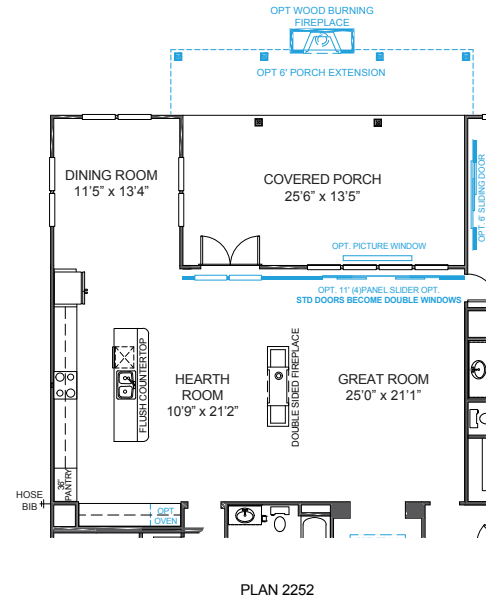 OPT WOOD BURNING
FIREPLACE
OPT 6' PORCH EXTENSION
DINING ROOM
11'5" x 13'4"
COVERED PORCH
25'6" x 13'5"
OPT. 6' SLIDING DOOR
OPT. PICTURE WINDOW
OPT. 11' (4)PANEL SLIDER OPT.
STD DOORS BECOME DOUBLE WINDOWS
FLUSH COUNTERTOP
HEARTH
ROOM
10'9" x 21'2"
DOUBLE SIDED FIREPLACE
GREAT ROOM
25'0" x 21'1"
36"
PANTRY
HOSE
BIB
OPT.
OVEN
PLAN 2252